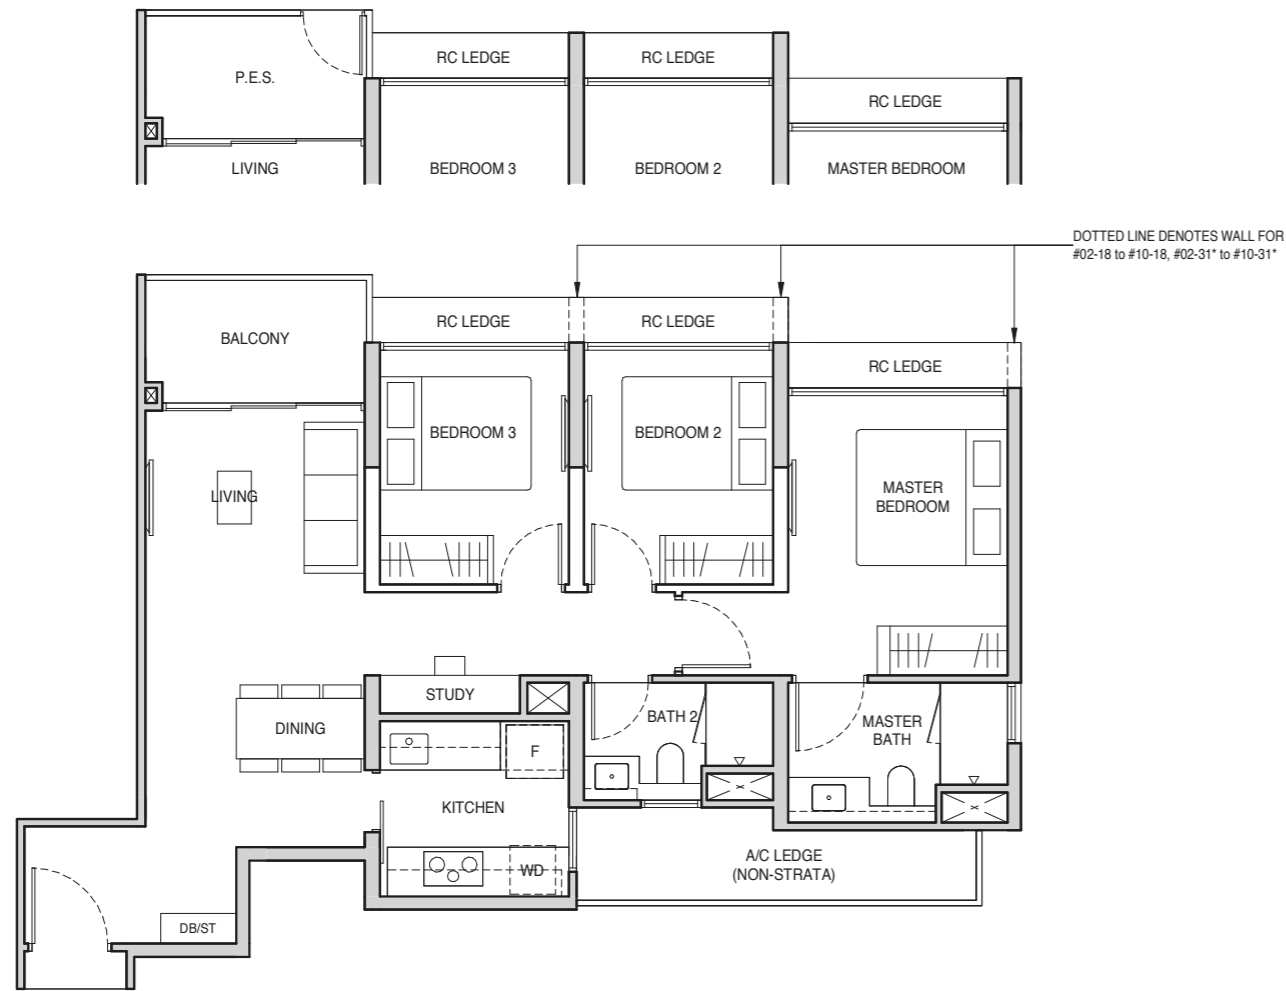 RC LEDGE
RC LEDGE
P.E.S.
RC LEDGE
LIVING
BEDROOM 3
BEDROOM 2
MASTER BEDROOM
DOTTED LINE DENOTES WALL FOR
#02-18 to #10-18, #02-31* to #10-31*
BALCONY
RC LEDGE
RC LEDGE
RC LEDGE
BEDROOM 3
BEDROOM 2
MASTER
BEDROOM
LIVING
STUDY
DINING
BATH 2
MASTER
BATH
F
KITCHEN
WD
A/C LEDGE
(NON-STRATA)
DB/ST